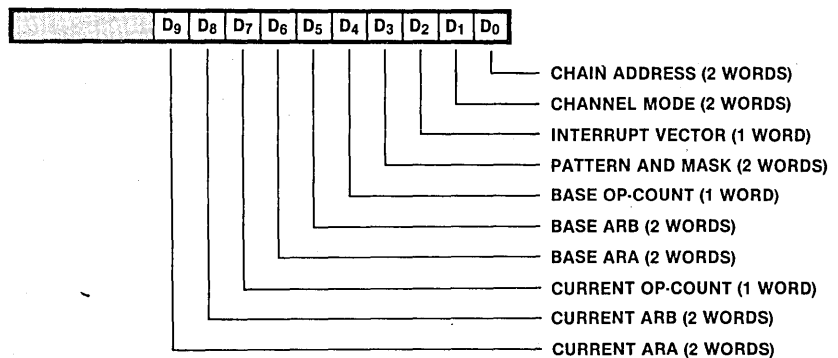 D9 D8 D7 D6 D5 D4 D3 D2 D1 D0
CHAIN ADDRESS (2 WORDS)
CHANNEL MODE (2 WORDS)
INTERRUPT VECTOR (1 WORD)
PATTERN AND MASK (2 WORDS)
BASE OP-COUNT (1 WORD)
BASE ARB (2 WORDS)
BASE ARA (2 WORDS)
CURRENT OP-COUNT (1 WORD)
CURRENT ARB (2 WORDS)
CURRENT ARA (2 WORDS)